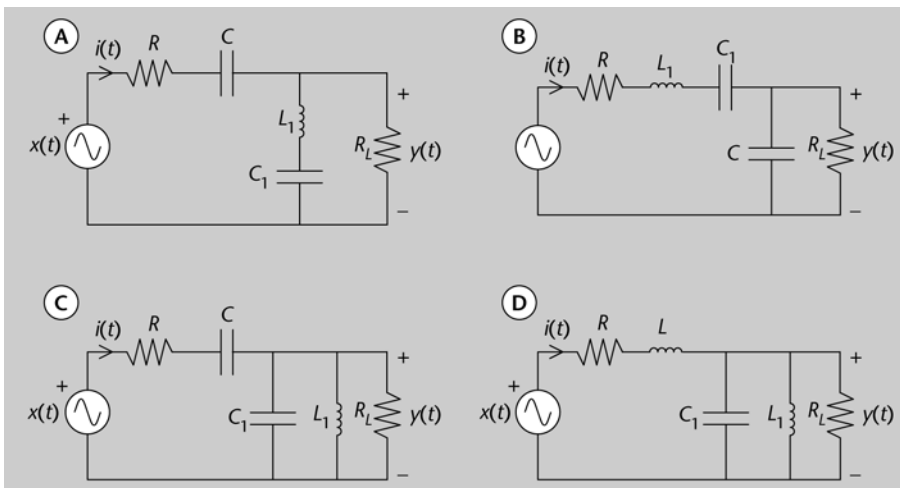 A
i(t)
R
C
+
x(t)
L1
C1
RL
+
y(t)
–
B
i(t)
R
L1
C1
C
RL
+
y(t)
–
C
i(t)
R
C
+
x(t)
C1
L1
RL
+
y(t)
–
D
i(t)
R
L
+
x(t)
C1
L1
RL
+
y(t)
–